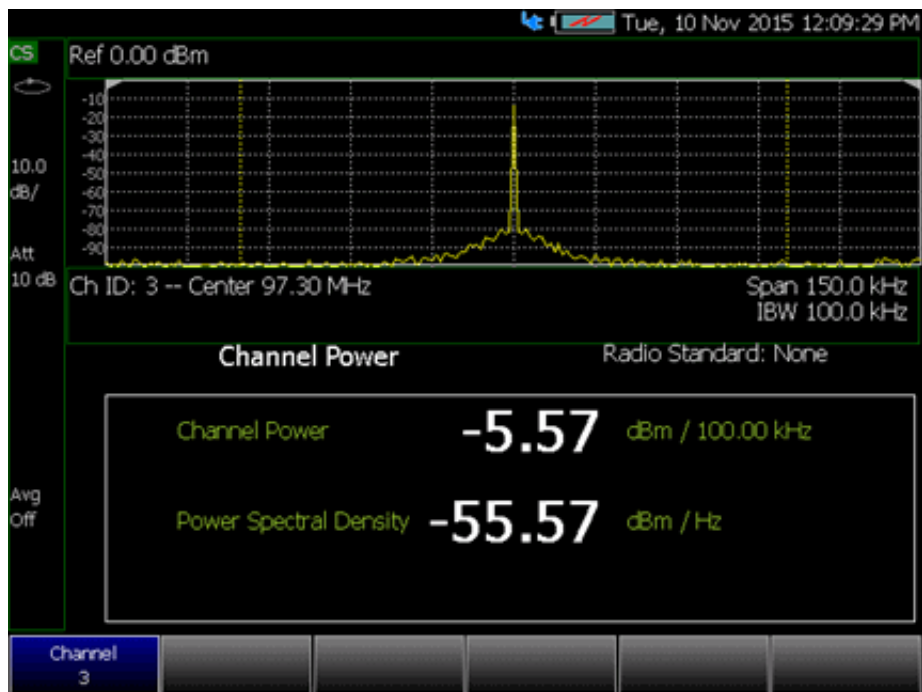 Tue, 10 Nov 2015 12:09:29 PM
CS
Ref 0.00 dBm
-10
-20
-30
-40
-50
-60
-70
-80
-90
10.0
dB/
Att
10 dB
Ch ID: 3 -- Center 97.30 MHz
Span 150.0 kHz
IBW 100.0 kHz
Channel Power
Radio Standard: None
Channel Power -5.57 dBm / 100.00 kHz
Avg
Off
Power Spectral Density -55.57 dBm / Hz
Channel
3